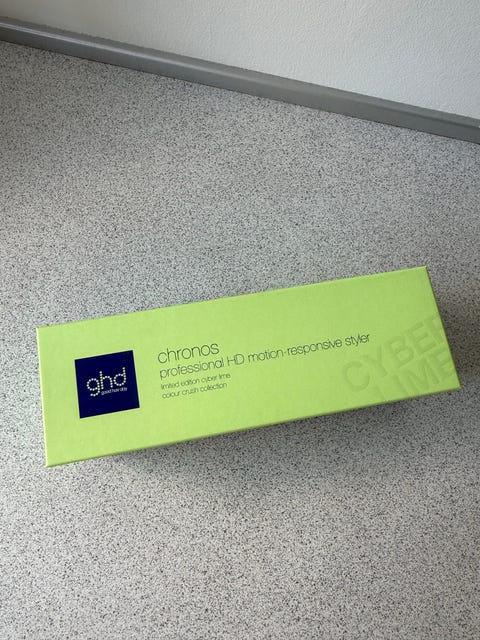 ghd
good hair day
chronos
professional HD motion-responsive styler
limited edition cyber lime
colour crush collection
CYBER
LIME